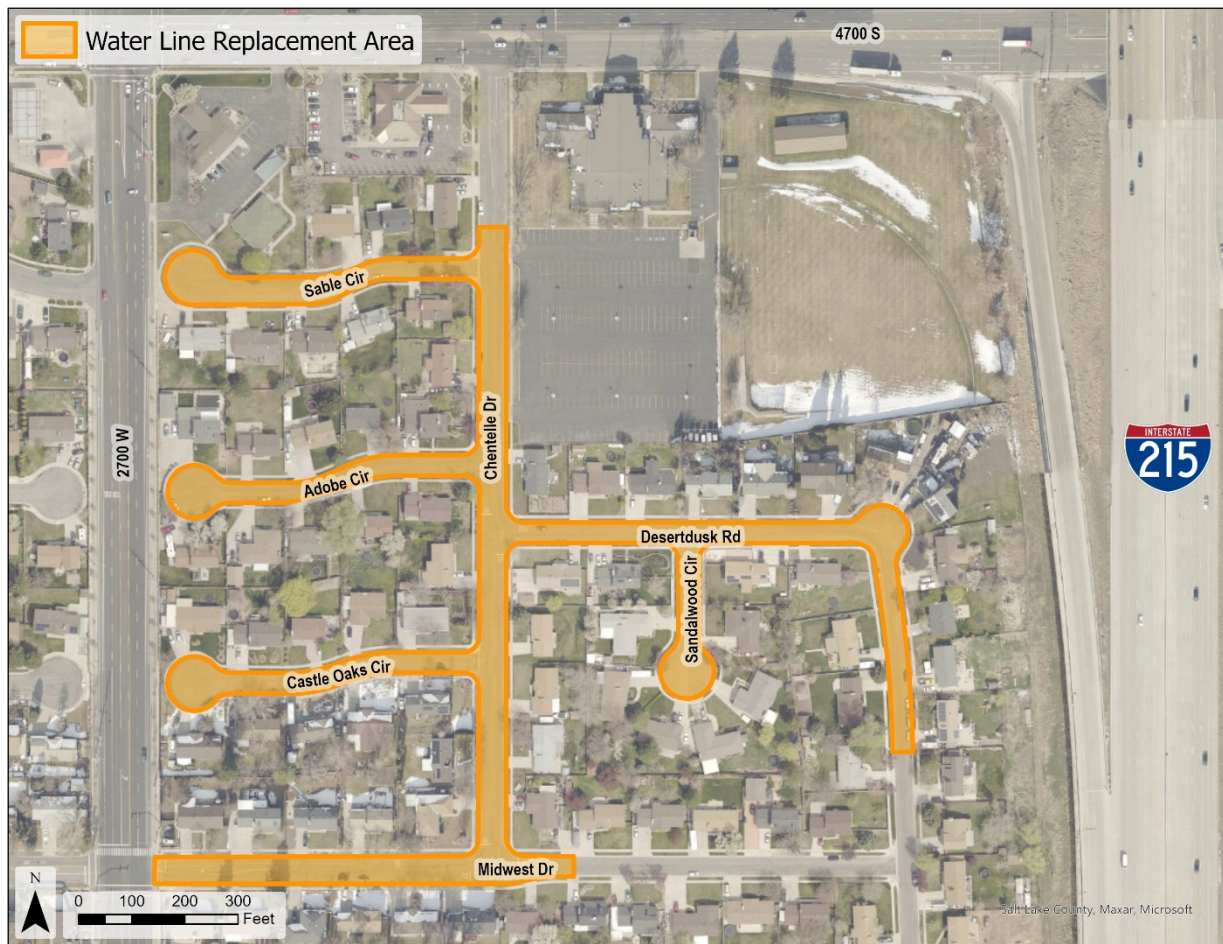 Water Line Replacement Area
4700 S
Sable Cir
Chentelle Dr
2700 W
INTERSTATE
215
Adobe Cir
Desertdusk Rd
Sandalwood Cir
Castle Oaks Cir
Midwest Dr
N
0 100 200 300
Feet
Salt Lake County, Maxar, Microsoft